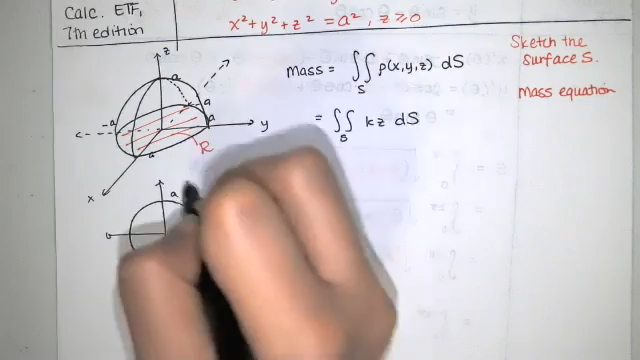 Calc. ETF,
7th edition
x² + y² + z² = a², z ≥ 0
Sketch the
surface S.
Mass equation
Mass = ∬ ρ(x,y,z) dS
S
= ∬ kz dS
S
z
a
a
-a
a
y
a
R
x
a